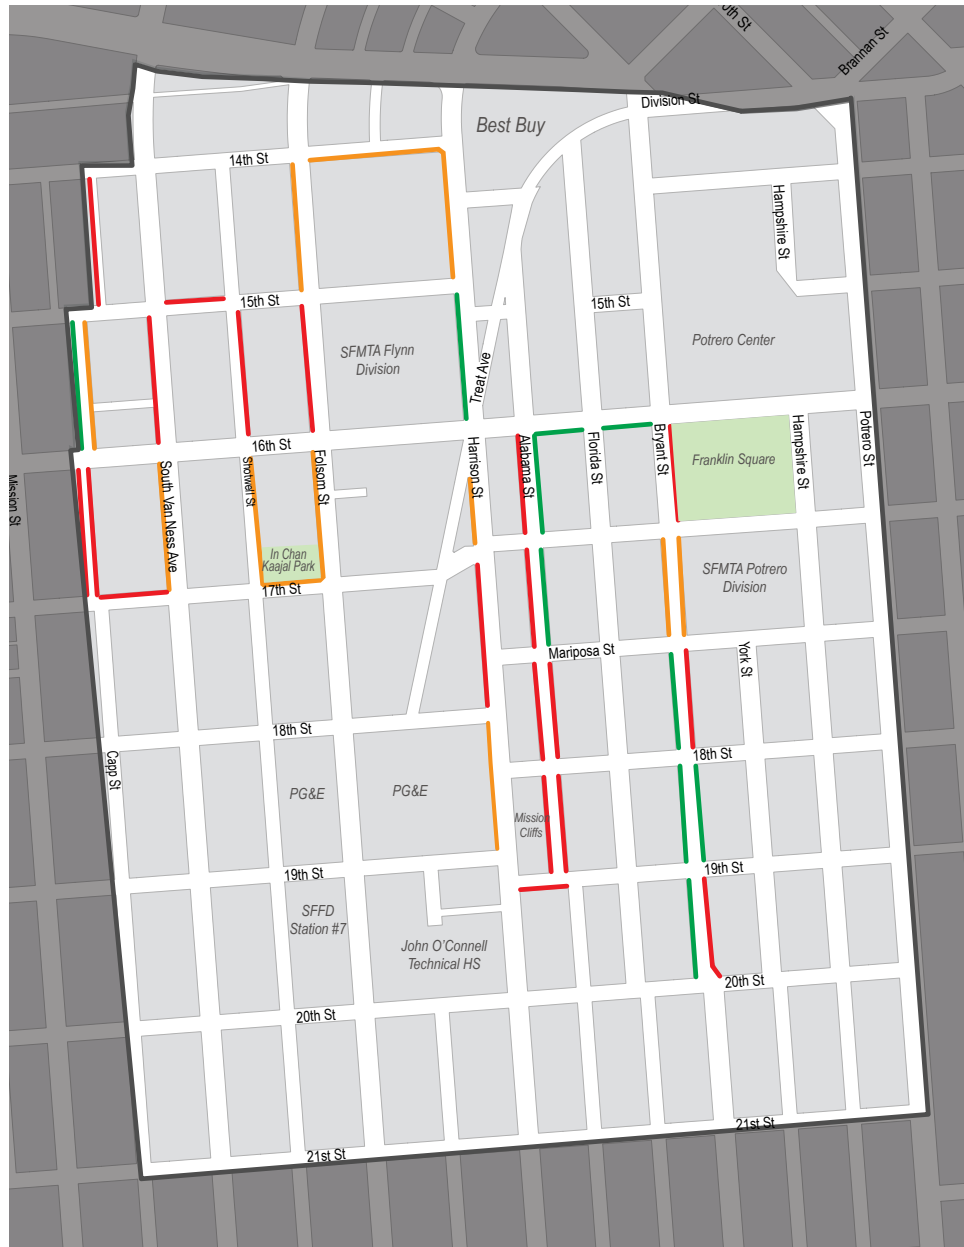 0th St
Brannan St
Division St
Best Buy
14th St
Hampshire St
15th St
15th St
SFMTA Flynn
Division
Treat Ave
Potrero Center
16th St
Mission St
South Van Ness Ave
Shotwell St
Folsom St
Harrison St
Alabama St
Florida St
Bryant St
Franklin Square
Hampshire St
Potrero St
In Chan
Kaajal Park
17th St
SFMTA Potrero
Division
Mariposa St
York St
18th St
18th St
Capp St
PG&E
PG&E
Mission
Cliffs
19th St
19th St
SFFD
Station #7
John O'Connell
Technical HS
20th St
20th St
21st St
21st St